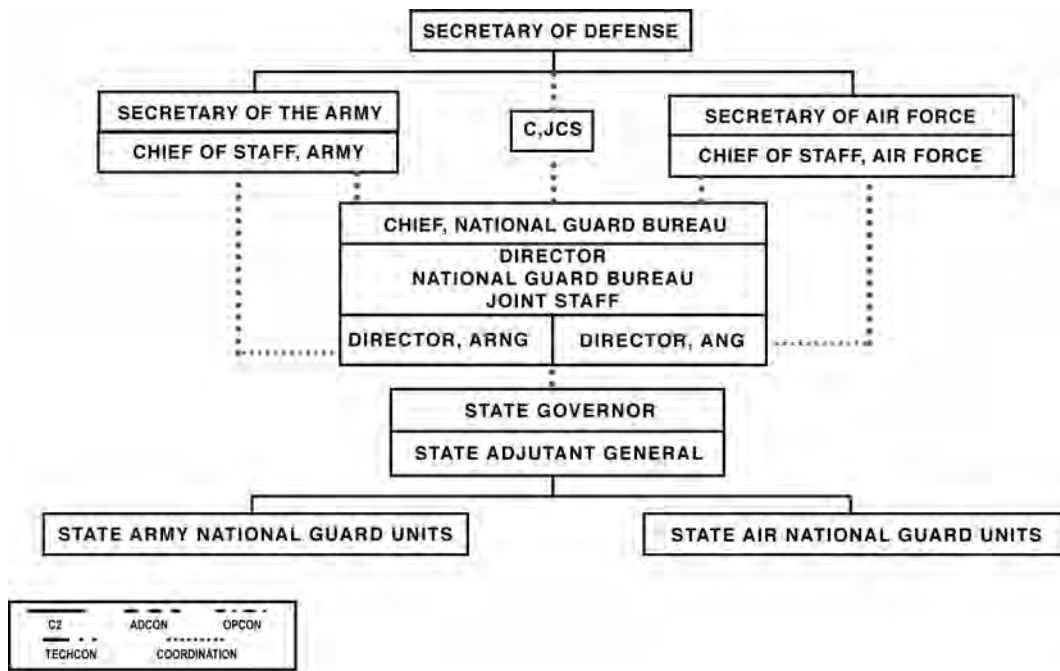 SECRETARY OF DEFENSE
SECRETARY OF THE ARMY
CHIEF OF STAFF, ARMY
C,JCS
SECRETARY OF AIR FORCE
CHIEF OF STAFF, AIR FORCE
CHIEF, NATIONAL GUARD BUREAU
DIRECTOR
NATIONAL GUARD BUREAU
JOINT STAFF
DIRECTOR, ARNG
DIRECTOR, ANG
STATE GOVERNOR
STATE ADJUTANT GENERAL
STATE ARMY NATIONAL GUARD UNITS
STATE AIR NATIONAL GUARD UNITS
C2 ADCON OPCON
TECHCON COORDINATION